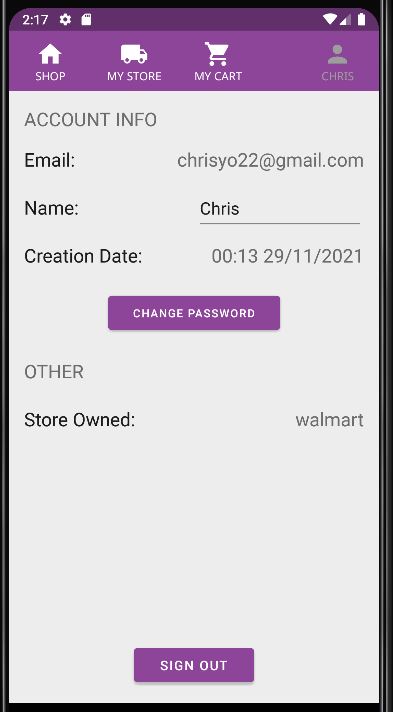 2:17
SHOP MY STORE MY CART CHRIS
ACCOUNT INFO
Email: chrisyo22@gmail.com
Name: Chris
Creation Date: 00:13 29/11/2021
CHANGE PASSWORD
OTHER
Store Owned: walmart
SIGN OUT